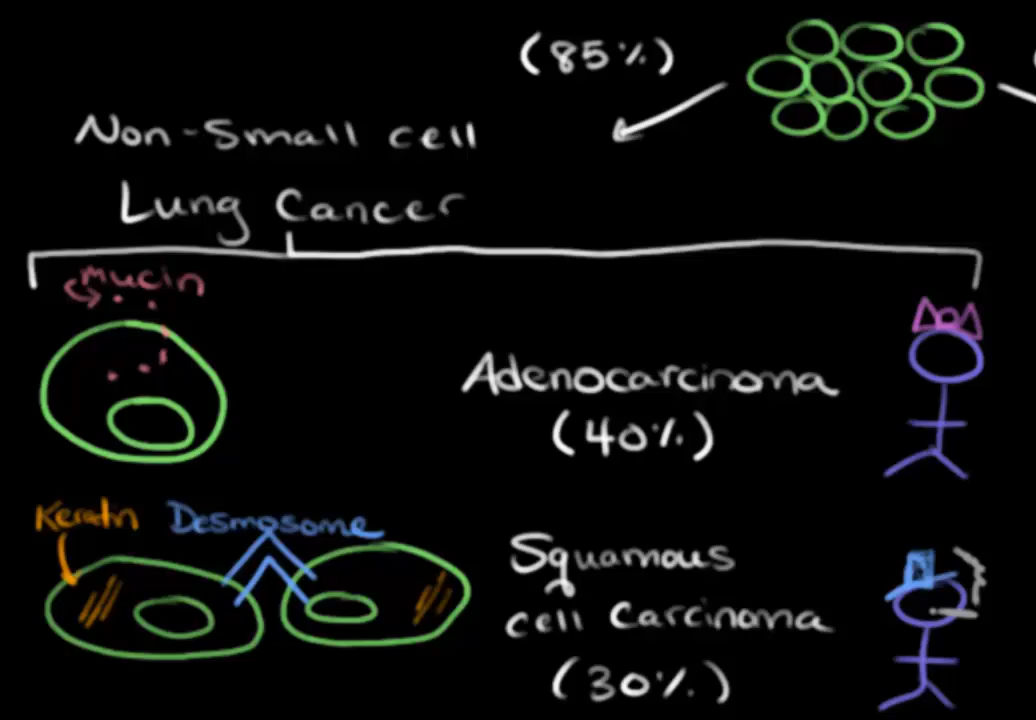 (85%)
Non-Small cell
Lung Cancer
Mucin
Adenocarcinoma
(40%)
Keratin Desmosome
Squamous
cell Carcinoma
(30%)